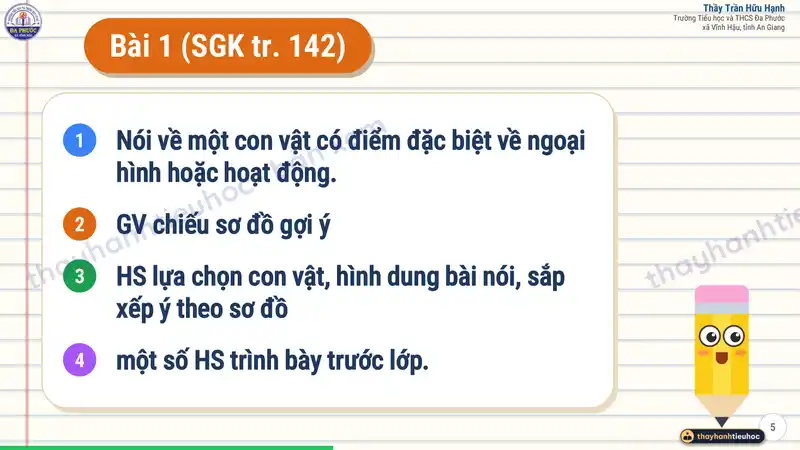 Thầy Trần Hữu Hạnh
Trường Tiểu học và THCS Đa Phước
xã Vĩnh Hậu, tỉnh An Giang
ĐA PHƯỚC
Bài 1 (SGK tr. 142)
1 Nói về một con vật có điểm đặc biệt về ngoại
hình hoặc hoạt động.
2 GV chiếu sơ đồ gợi ý
3 HS lựa chọn con vật, hình dung bài nói, sắp
xếp ý theo sơ đồ
4 một số HS trình bày trước lớp.
thayhanhtieuhoc
5